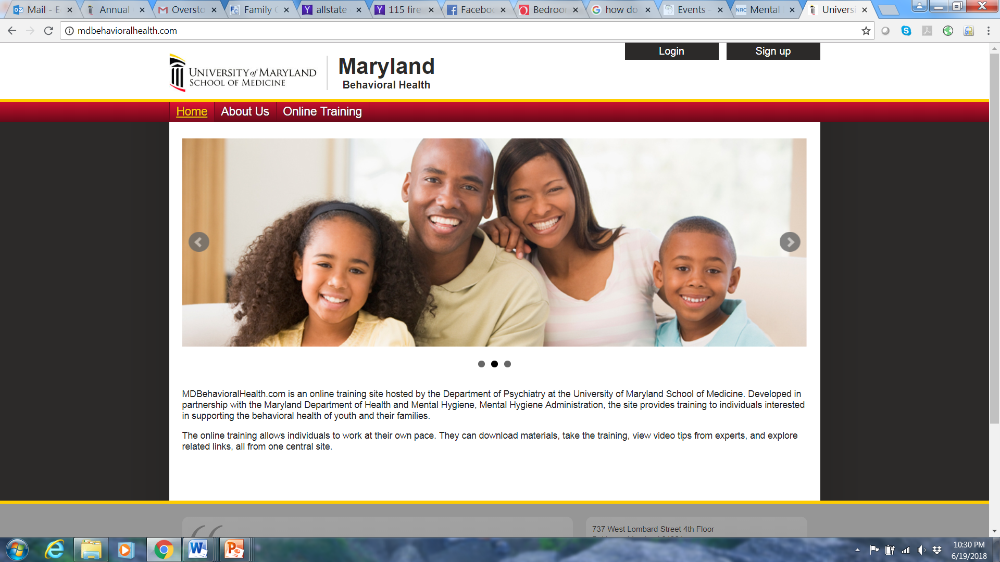 Mail - E
Annual
Oversto
Family
allstate
115 fire
Faceboo
Bedroo
how do
Events -
Mental
Universi
mdbehavioralhealth.com
Login
Sign up
UNIVERSITY of MARYLAND
SCHOOL OF MEDICINE
Maryland
Behavioral Health
Home
About Us
Online Training
MDBehavioralHealth.com is an online training site hosted by the Department of Psychiatry at the University of Maryland School of Medicine. Developed in
partnership with the Maryland Department of Health and Mental Hygiene, Mental Hygiene Administration, the site provides training to individuals interested
in supporting the behavioral health of youth and their families.
The online training allows individuals to work at their own pace. They can download materials, take the training, view video tips from experts, and explore
related links, all from one central site.
737 West Lombard Street 4th Floor
10:30 PM
6/19/2018